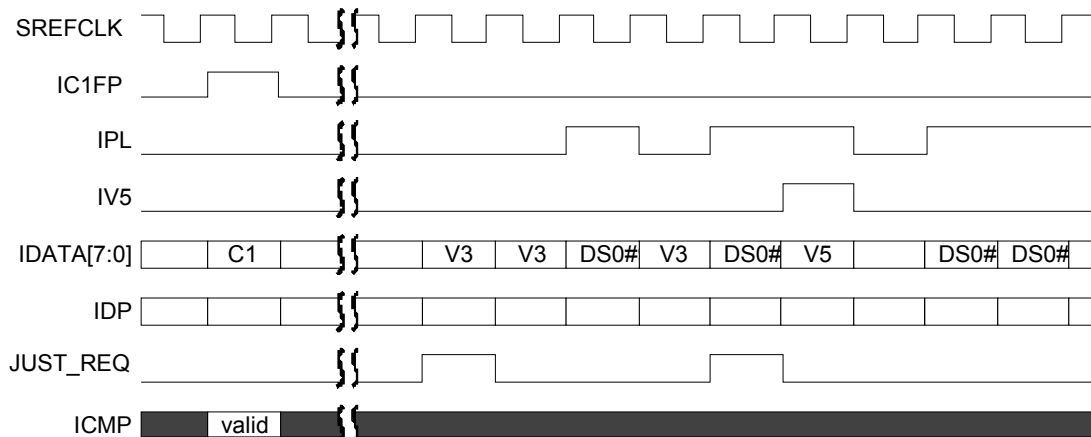 SREFCLK
IC1FP
IPL
IV5
IDATA[7:0] C1 V3 V3 DS0# V3 DS0# V5 DS0# DS0#
IDP
JUST_REQ
ICMP valid